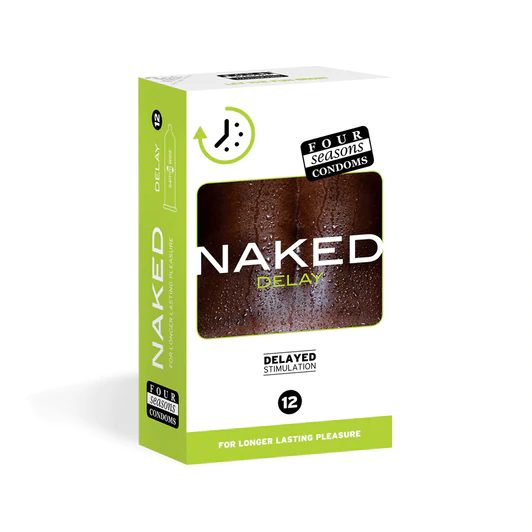 FOUR
seasons
CONDOMS
NAKED
DELAY
DELAYED
STIMULATION
12
FOR LONGER LASTING PLEASURE
12
DELAY
NAKED
FOR LONGER LASTING PLEASURE
FOUR
seasons
CONDOMS